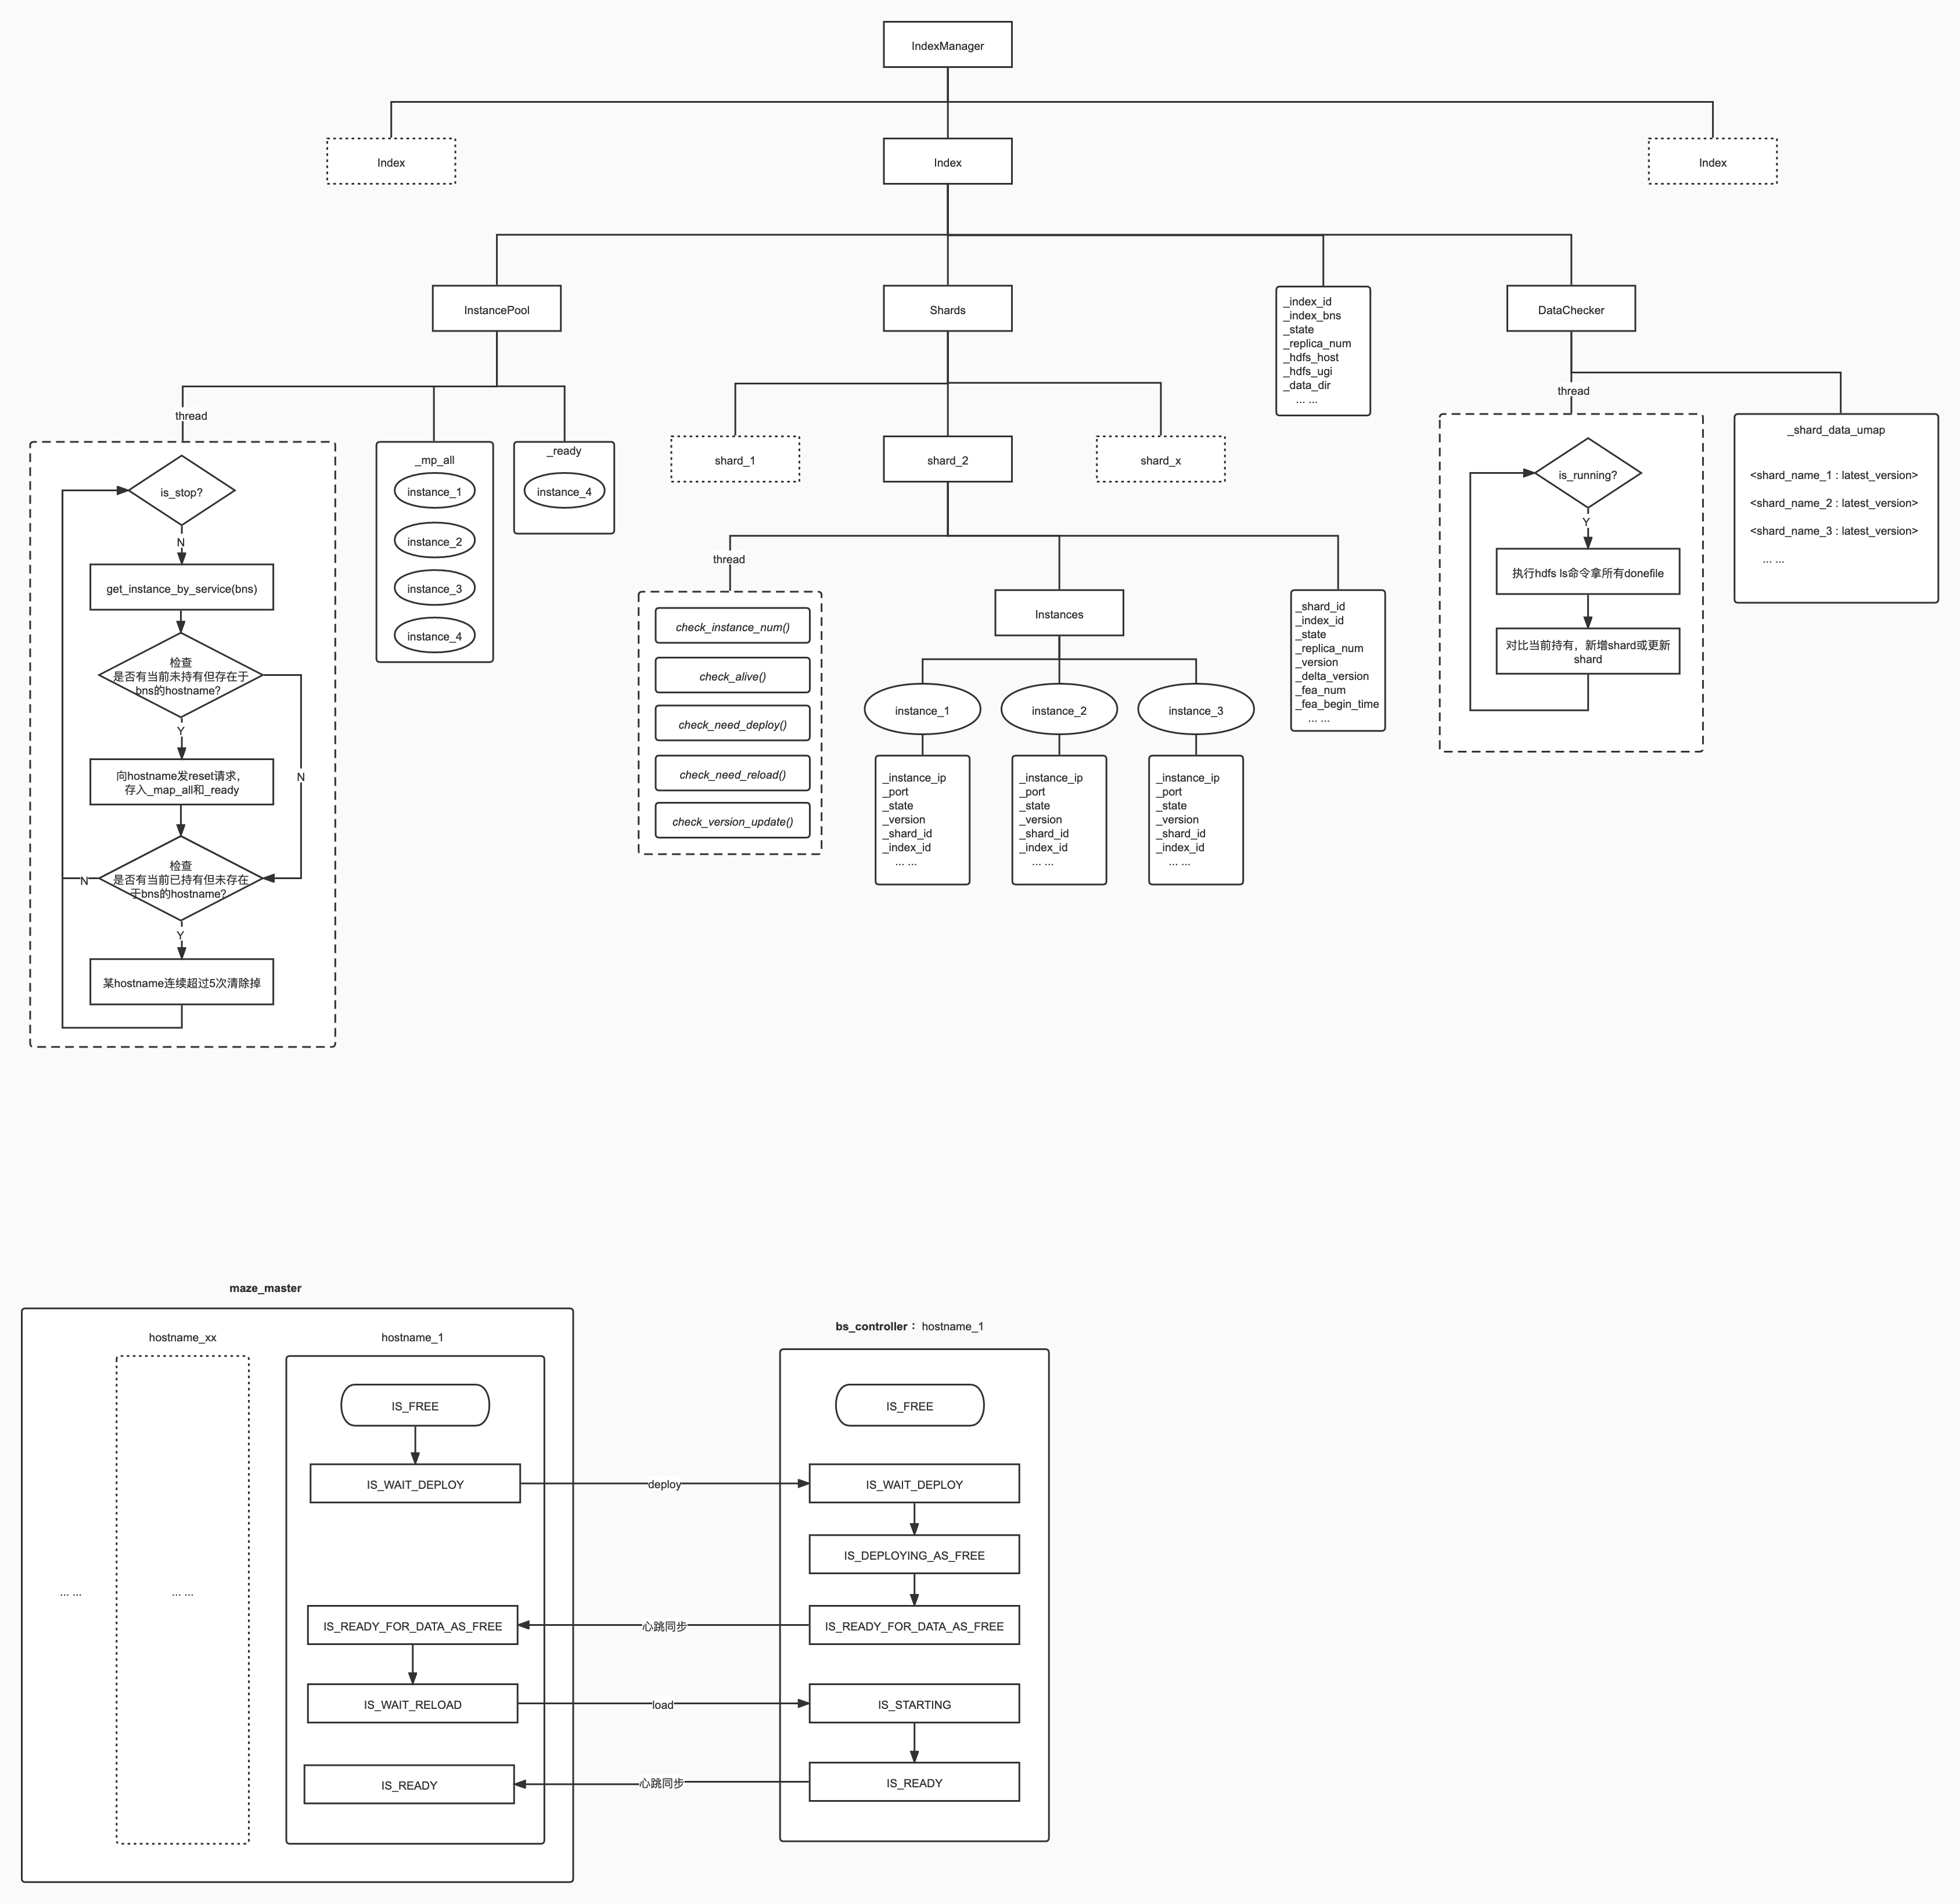 IndexManager
Index
Index
Index
InstancePool
Shards
_index_id
_index_bns
_state
_replica_num
_hdfs_host
_hdfs_ugi
_data_dir
... ...
DataChecker
thread
is_stop?
N
get_instance_by_service(bns)
检查
是否有当前未持有但存在于
bns的hostname?
Y
N
向hostname发reset请求，
存入_map_all和_ready
检查
是否有当前已持有但未存在
于bns的hostname?
N
Y
某hostname连续超过5次清除掉
_mp_all
instance_1
instance_2
instance_3
instance_4
_ready
instance_4
shard_1
shard_2
shard_x
thread
check_instance_num()
check_alive()
check_need_deploy()
check_need_reload()
check_version_update()
Instances
instance_1
instance_2
instance_3
_instance_ip
_port
_state
_version
_shard_id
_index_id
... ...
_instance_ip
_port
_state
_version
_shard_id
_index_id
... ...
_instance_ip
_port
_state
_version
_shard_id
_index_id
... ...
_shard_id
_index_id
_state
_replica_num
_version
_delta_version
_fea_num
_fea_begin_time
... ...
thread
is_running?
Y
执行hdfs ls命令拿所有donefile
对比当前持有，新增shard或更新
shard
_shard_data_umap
<shard_name_1 : latest_version>
<shard_name_2 : latest_version>
<shard_name_3 : latest_version>
... ...
maze_master
hostname_xx
hostname_1
bs_controller： hostname_1
IS_FREE
IS_FREE
IS_WAIT_DEPLOY
deploy
IS_WAIT_DEPLOY
IS_DEPLOYING_AS_FREE
... ...
... ...
IS_READY_FOR_DATA_AS_FREE
心跳同步
IS_READY_FOR_DATA_AS_FREE
IS_WAIT_RELOAD
load
IS_STARTING
IS_READY
心跳同步
IS_READY